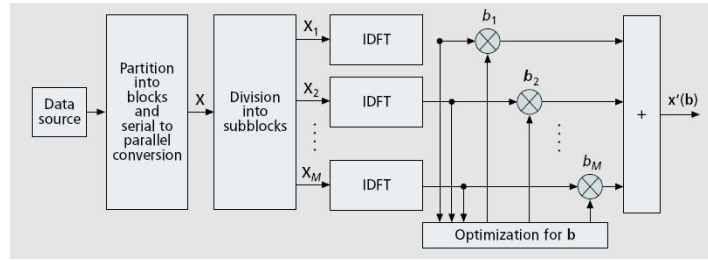 Data
source
Partition
into
blocks
and
serial to
parallel
conversion
X
Division
into
subblocks
X1
X2
XM
IDFT
IDFT
IDFT
b1
b2
bM
Optimization for b
+
x'(b)